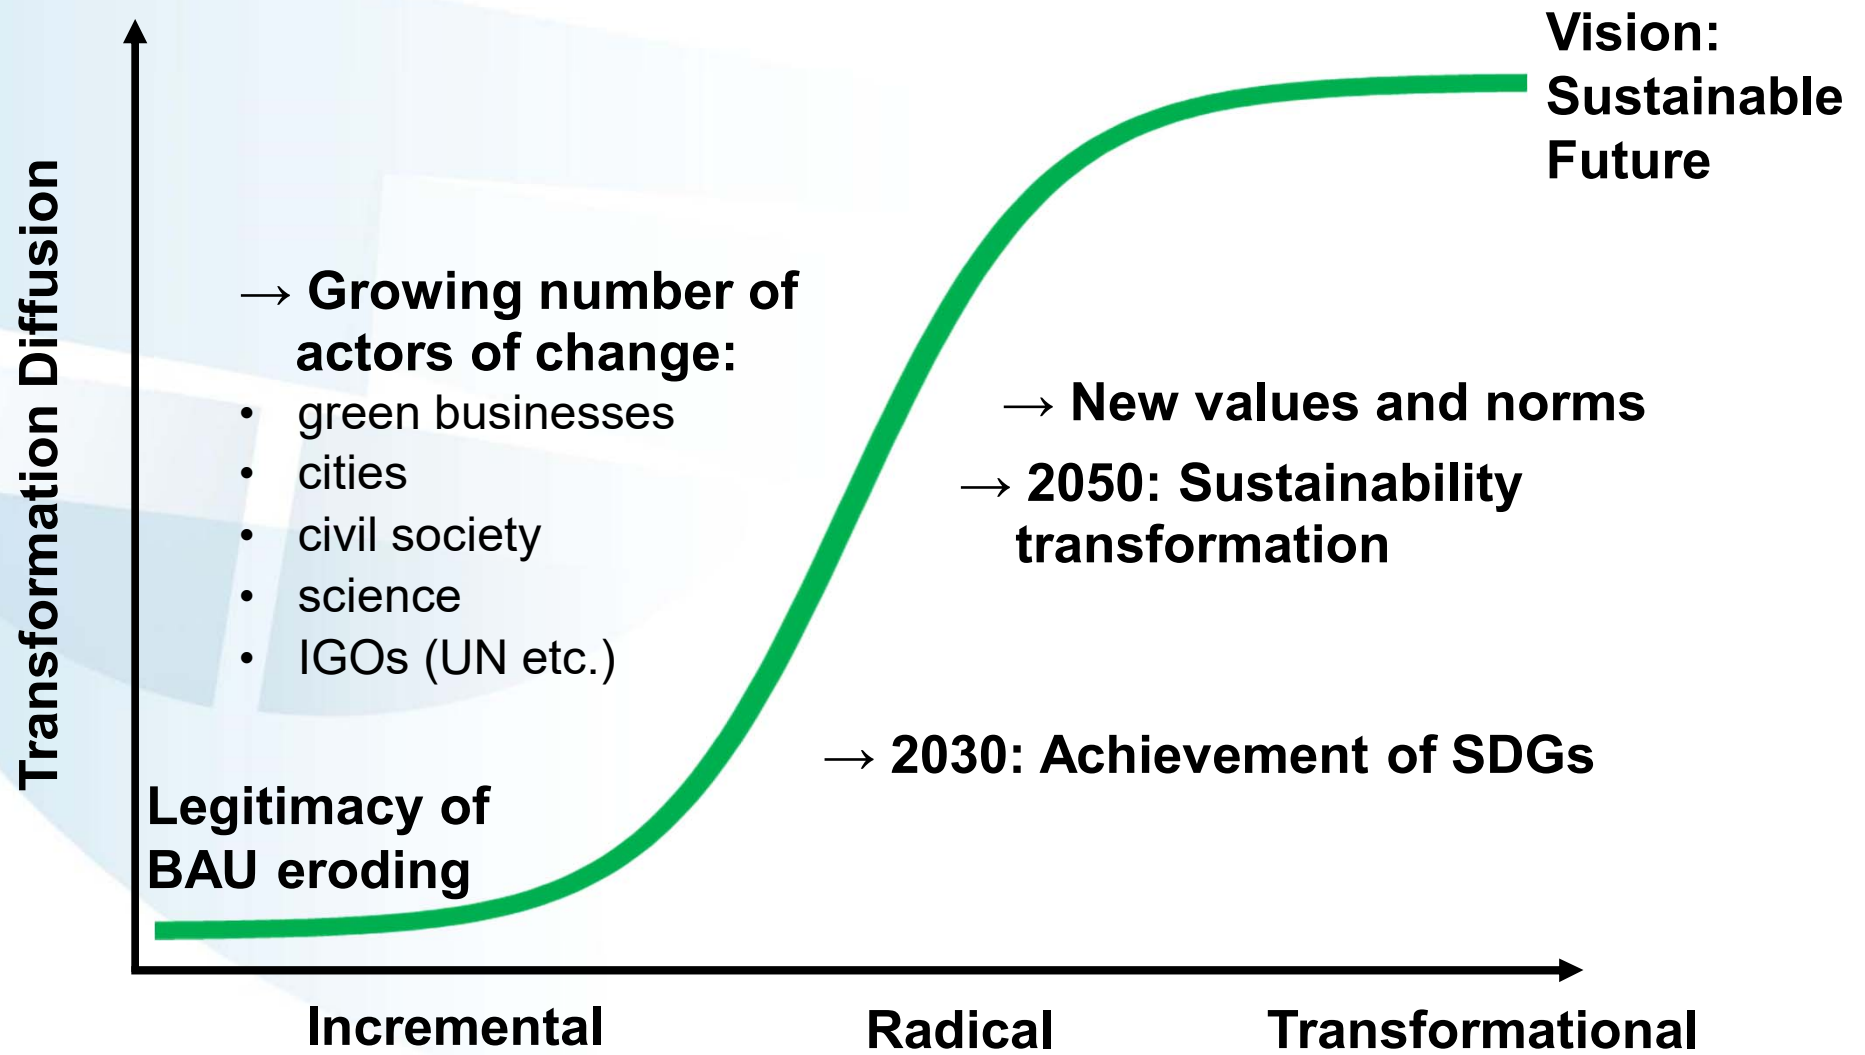 Vision:
Sustainable
Future
Transformation Diffusion
→ Growing number of
actors of change:
• green businesses
• cities
• civil society
• science
• IGOs (UN etc.)
→ New values and norms
→ 2050: Sustainability
transformation
→ 2030: Achievement of SDGs
Legitimacy of
BAU eroding
Incremental
Radical
Transformational